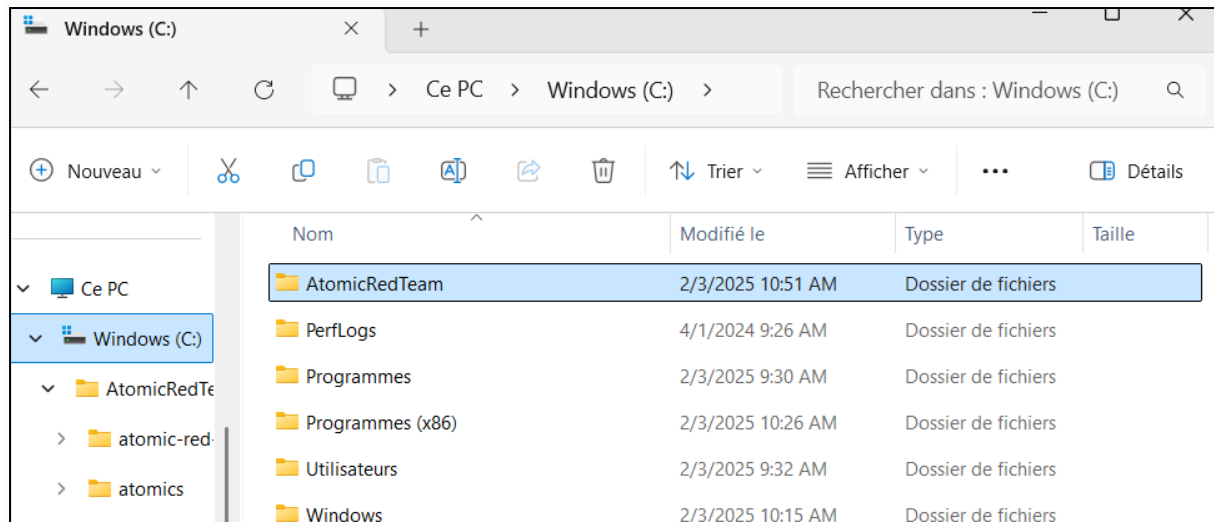 Windows (C:)
Ce PC > Windows (C:) > Rechercher dans : Windows (C:)
Nouveau Trier Afficher ... Détails
Nom Modifié le Type Taille
Ce PC
Windows (C:)
AtomicRedTe
atomic-red-
atomics
AtomicRedTeam 2/3/2025 10:51 AM Dossier de fichiers
PerfLogs 4/1/2024 9:26 AM Dossier de fichiers
Programmes 2/3/2025 9:30 AM Dossier de fichiers
Programmes (x86) 2/3/2025 10:26 AM Dossier de fichiers
Utilisateurs 2/3/2025 9:32 AM Dossier de fichiers
Windows 2/3/2025 10:15 AM Dossier de fichiers